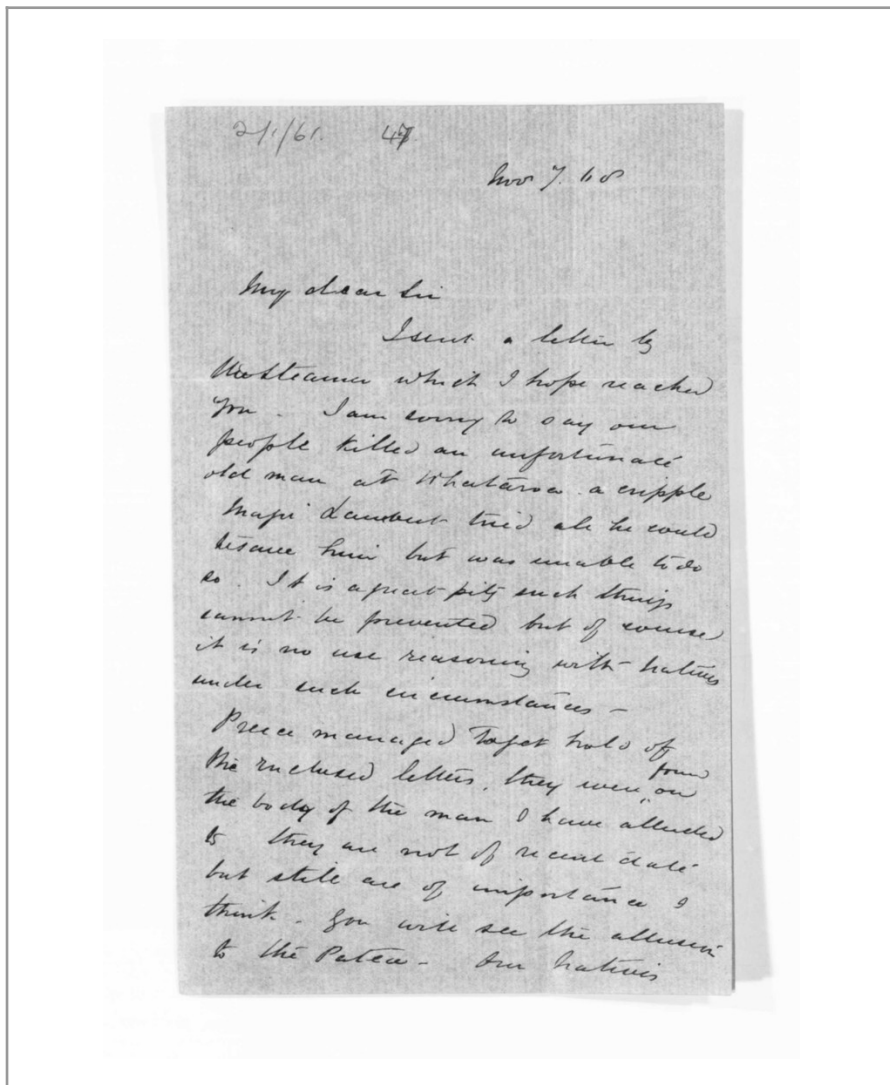 2/1/61. 47
Nov 7. 68
My dear Sir
I sent a letter by
the Steamer which I hope reached
you. I am sorry to say our
people killed an unfortunate
old man at Whataroa. a cripple
Major Lambert tried all he could
to save him but was unable to do
so. It is a great pity such things
cannot be prevented but of course
it is no use reasoning with natives
under such circumstances -
Preece managed to get hold of
the enclosed letters, they were found on
the body of the man I have alluded
to they are not of recent date
but still are of importance I
think. You will see the allusion
to the Patea - Our Natives